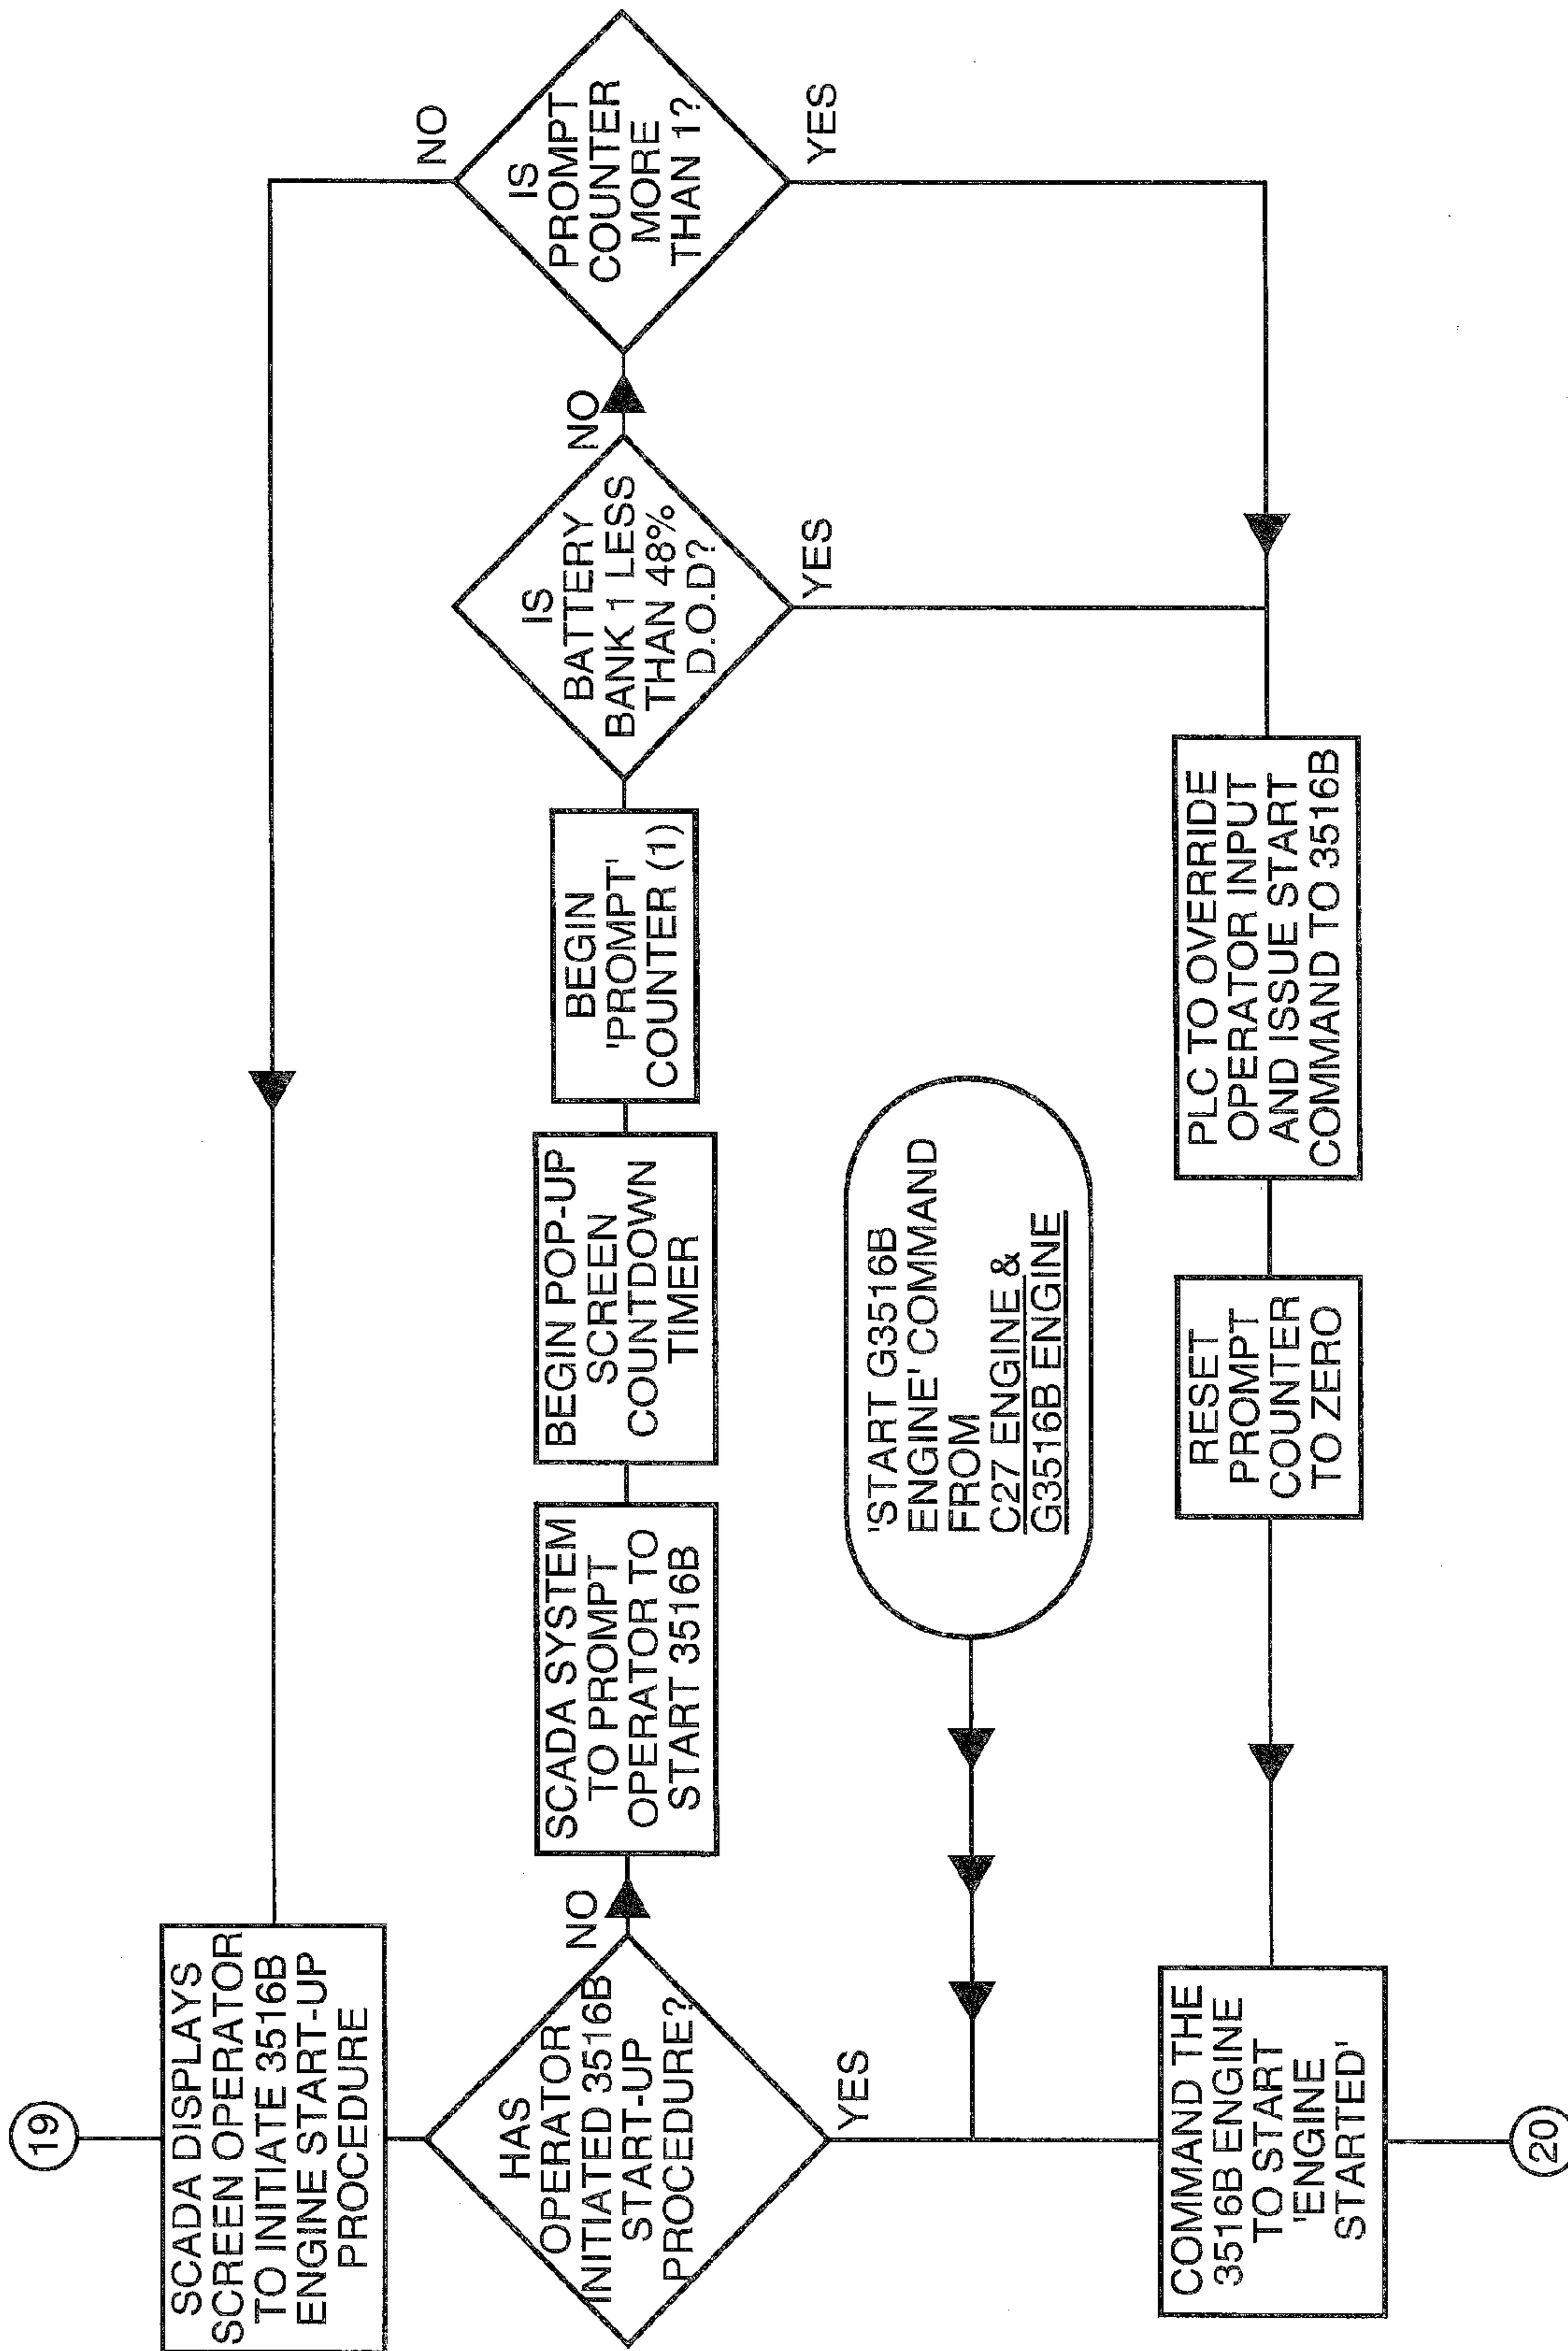 19
SCADA DISPLAYS
SCREEN OPERATOR
TO INITIATE 3516B
ENGINE START-UP
PROCEDURE
HAS
OPERATOR
INITIATED 3516B
START-UP
PROCEDURE?
NO
YES
SCADA SYSTEM
TO PROMPT
OPERATOR TO
START 3516B
BEGIN POP-UP
SCREEN
COUNTDOWN
TIMER
BEGIN
'PROMPT'
COUNTER (1)
IS
BATTERY
BANK 1 LESS
THAN 48%
D.O.D?
NO
YES
IS
PROMPT
COUNTER
MORE
THAN 1?
NO
YES
'START G3516B
ENGINE' COMMAND
FROM
C27 ENGINE &
G3516B ENGINE
COMMAND THE
3516B ENGINE
TO START
'ENGINE
STARTED'
RESET
PROMPT
COUNTER
TO ZERO
PLC TO OVERRIDE
OPERATOR INPUT
AND ISSUE START
COMMAND TO 3516B
20